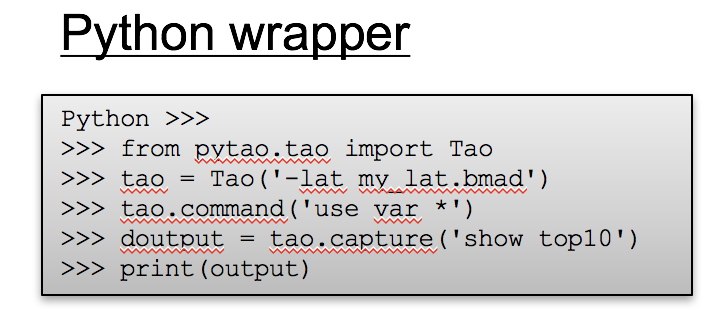 Python wrapper
Python >>>
>>> from pytao.tao import Tao
>>> tao = Tao('-lat my_lat.bmad')
>>> tao.command('use var *')
>>> doutput = tao.capture('show top10')
>>> print(output)